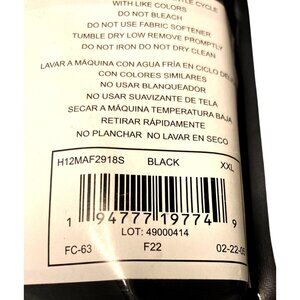 WITH LIKE COLORS
DO NOT BLEACH
DO NOT USE FABRIC SOFTENER
TUMBLE DRY LOW REMOVE PROMPTLY
DO NOT IRON DO NOT DRY CLEAN
LAVAR A MÁQUINA CON AGUA FRÍA EN CICLO
CON COLORES SIMILARES
NO USAR BLANQUEADOR
NO USAR SUAVIZANTE DE TELA
SECAR A MÁQUINA TEMPERATURA BAJA
RETIRAR RÁPIDAMENTE
NO PLANCHAR NO LAVAR EN SECO
H12MAF2918S BLACK XXL
1 94777 19774 9
LOT: 49000414
FC-63 F22 02-22-05